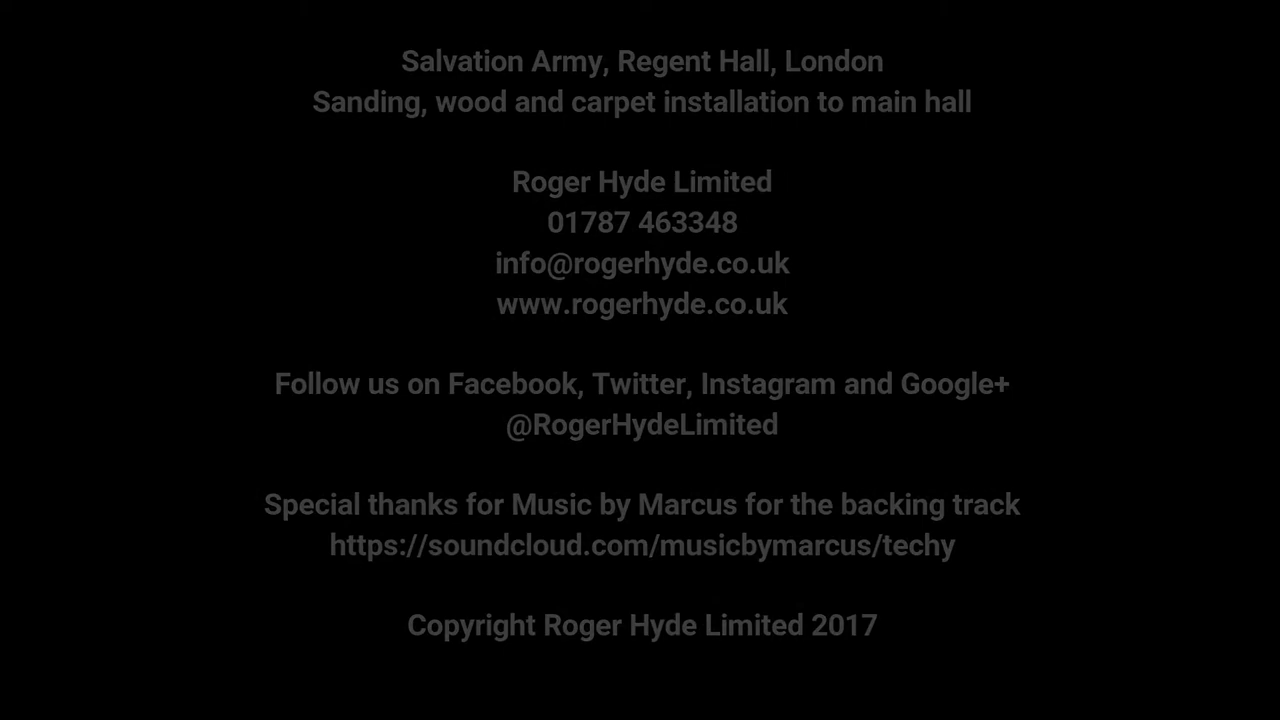 Salvation Army, Regent Hall, London
Sanding, wood and carpet installation to main hall
Roger Hyde Limited
01787 463348
info@rogerhyde.co.uk
www.rogerhyde.co.uk
Follow us on Facebook, Twitter, Instagram and Google+
@RogerHydeLimited
Special thanks for Music by Marcus for the backing track
https://soundcloud.com/musicbymarcus/techy
Copyright Roger Hyde Limited 2017